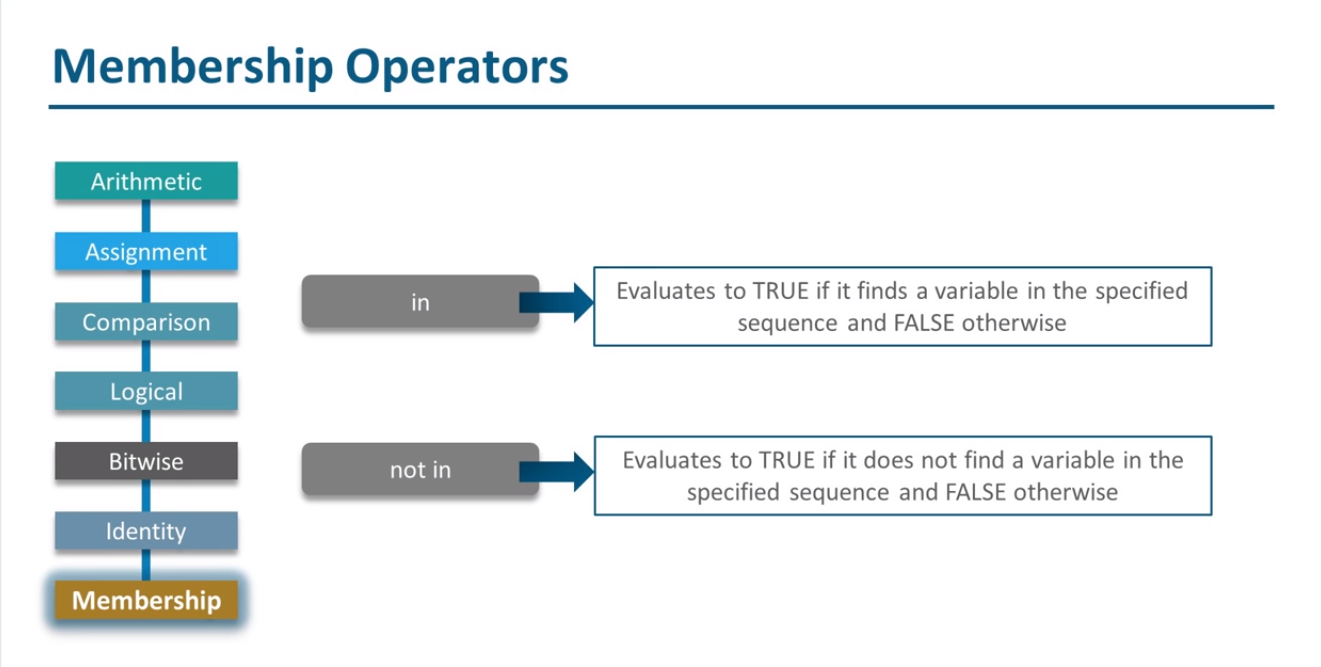 Membership Operators
Arithmetic
Assignment
Comparison
Logical
Bitwise
Identity
Membership
in
Evaluates to TRUE if it finds a variable in the specified
sequence and FALSE otherwise
not in
Evaluates to TRUE if it does not find a variable in the
specified sequence and FALSE otherwise